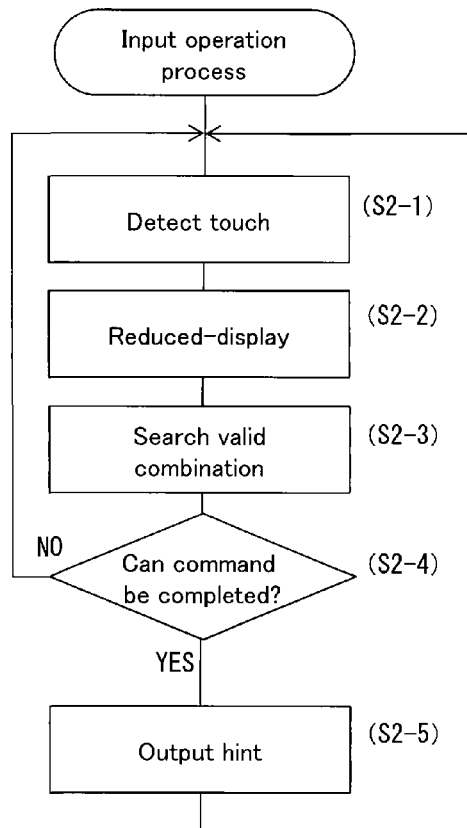 Input operation
process
Detect touch
(S2-1)
Reduced-display
(S2-2)
Search valid
combination
(S2-3)
NO
Can command
be completed?
(S2-4)
YES
Output hint
(S2-5)